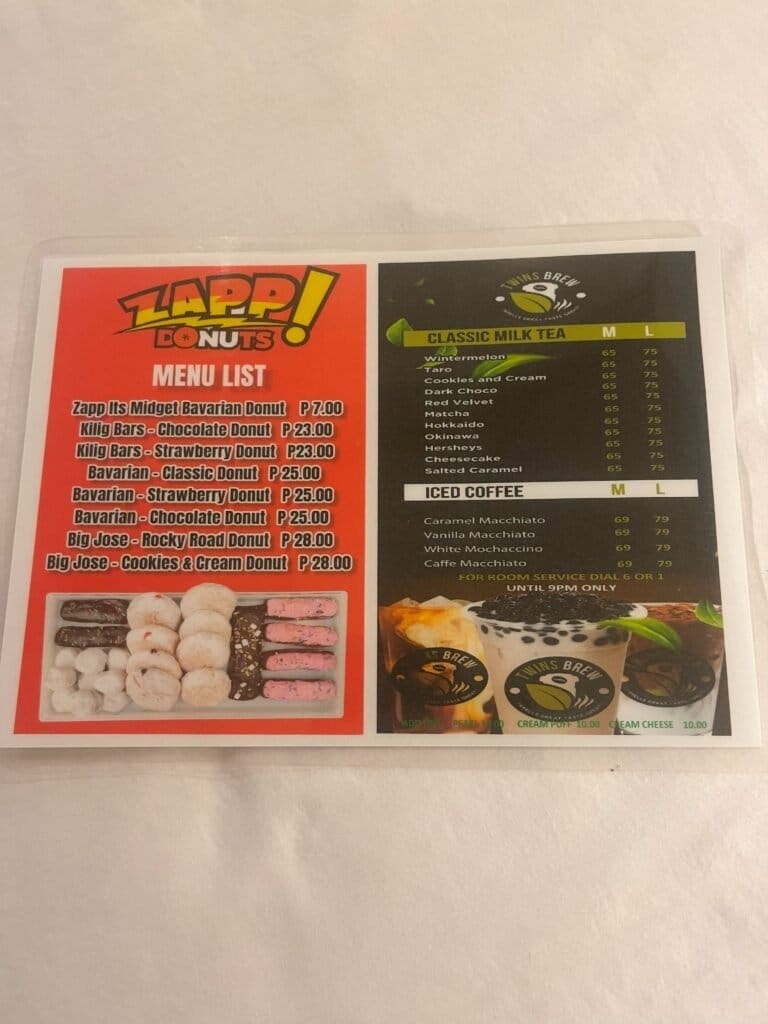 ZAPP!
DONUTS
MENU LIST
Zapp Its Midget Bavarian Donut P 7.00
Kilig Bars - Chocolate Donut P 23.00
Kilig Bars - Strawberry Donut P23.00
Bavarian - Classic Donut P 25.00
Bavarian - Strawberry Donut P 25.00
Bavarian - Chocolate Donut P 25.00
Big Jose - Rocky Road Donut P 28.00
Big Jose - Cookies & Cream Donut P 28.00
TWINS BREW
CLASSIC MILK TEA M L
Wintermelon 65 75
Taro 65 75
Cookies and Cream 65 75
Dark Choco 65 75
Red Velvet 65 75
Matcha 65 75
Hokkaido 65 75
Okinawa 65 75
Hersheys 65 75
Cheesecake 65 75
Salted Caramel 65 75
ICED COFFEE M L
Caramel Macchiato 69 79
Vanilla Macchiato 69 79
White Mochaccino 69 79
Caffe Macchiato 69 79
FOR ROOM SERVICE DIAL 6 OR 1
UNTIL 9PM ONLY
TWINS BREW
TWINS BREW
CREAM PUFF 10.00 CREAM CHEESE 10.00